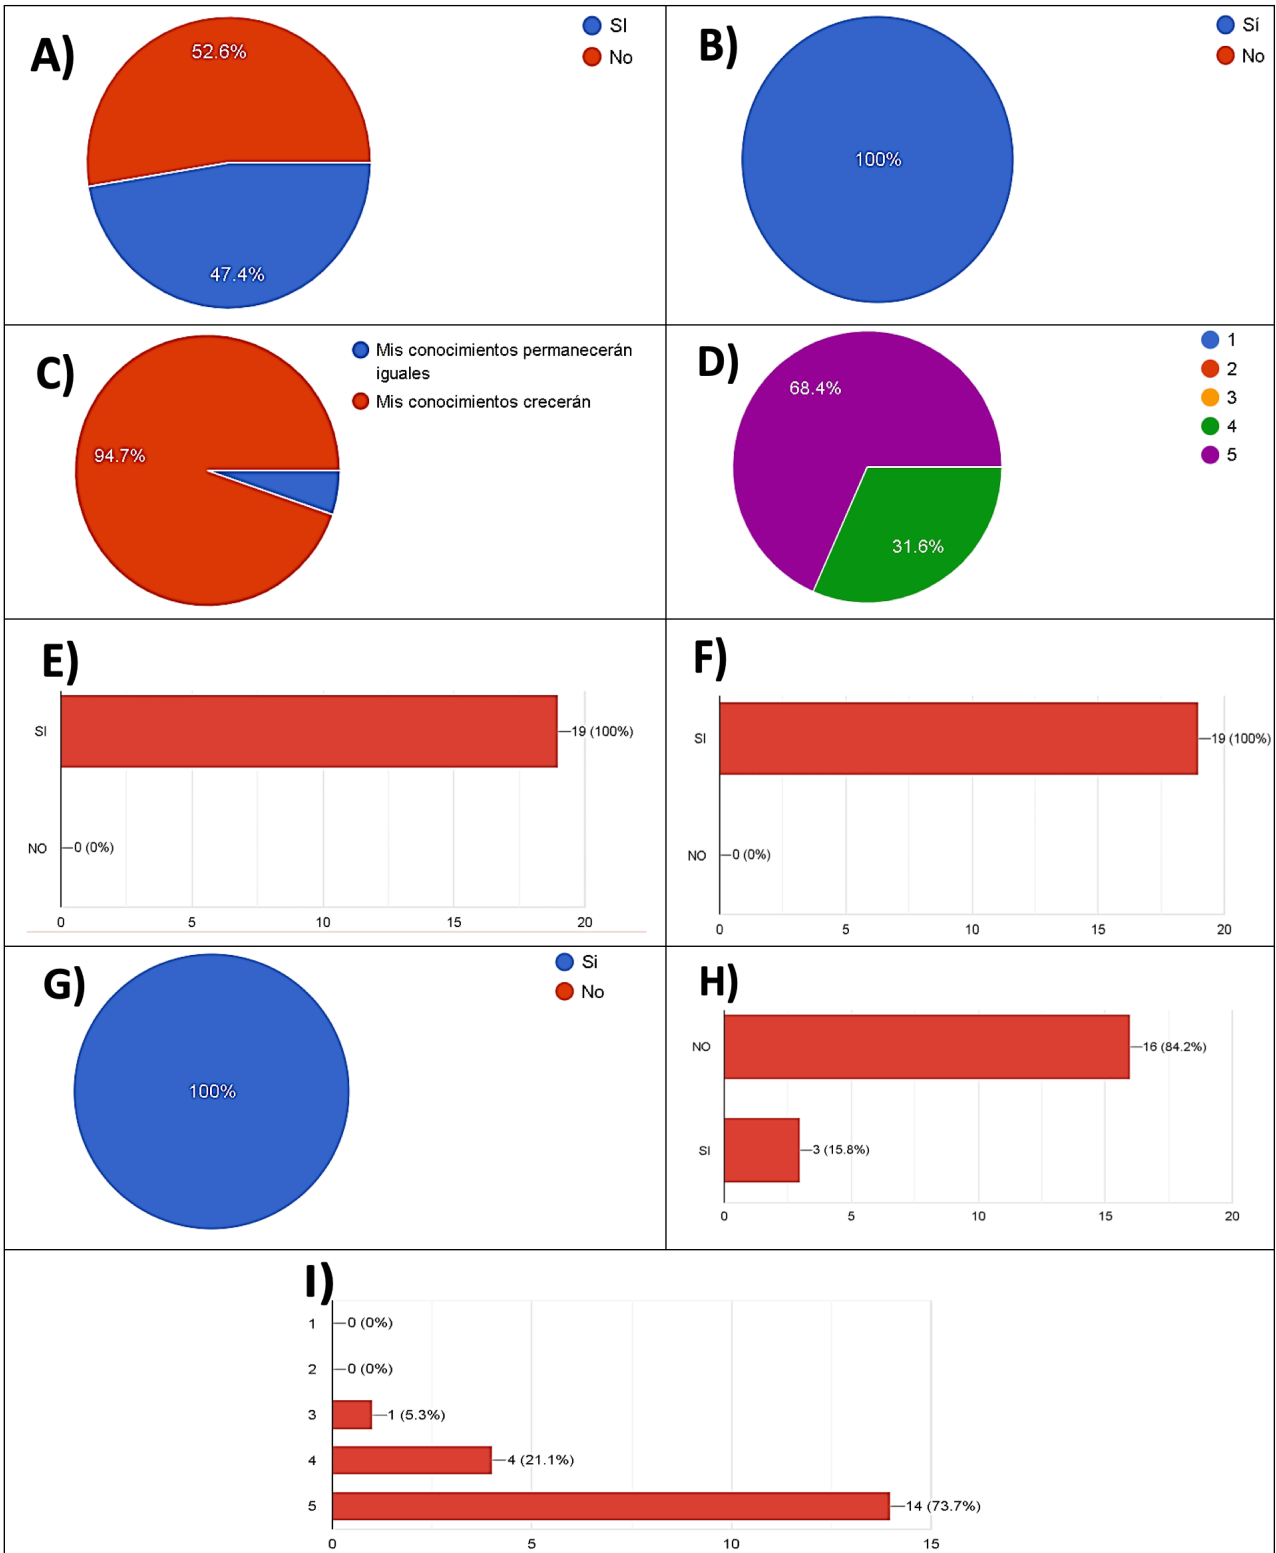 A)
52.6%
47.4%
SI
No
B)
100%
Sí
No
C)
94.7%
Mis conocimientos permanecerán
iguales
Mis conocimientos crecerán
D)
68.4%
31.6%
1
2
3
4
5
E)
SI
19 (100%)
NO
0 (0%)
0 5 10 15 20
F)
SI
19 (100%)
NO
0 (0%)
0 5 10 15 20
G)
100%
Si
No
H)
NO
16 (84.2%)
SI
3 (15.8%)
0 5 10 15 20
I)
1 0 (0%)
2 0 (0%)
3 1 (5.3%)
4 4 (21.1%)
5 14 (73.7%)
0 5 10 15